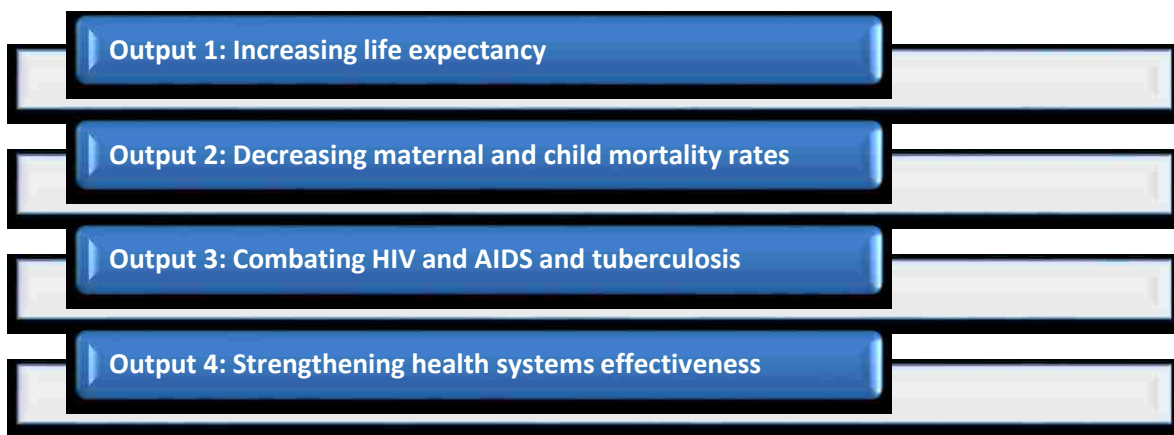 Output 1: Increasing life expectancy
Output 2: Decreasing maternal and child mortality rates
Output 3: Combating HIV and AIDS and tuberculosis
Output 4: Strengthening health systems effectiveness